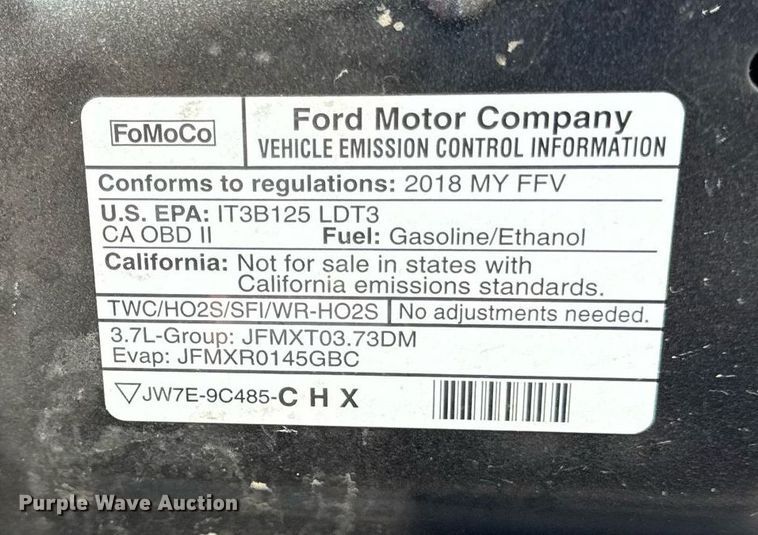 FoMoCo
Ford Motor Company
VEHICLE EMISSION CONTROL INFORMATION
Conforms to regulations: 2018 MY FFV
U.S. EPA: IT3B125 LDT3
CA OBD II Fuel: Gasoline/Ethanol
California: Not for sale in states with
California emissions standards.
TWC/HO2S/SFI/WR-HO2S No adjustments needed.
3.7L-Group: JFMXT03.73DM
Evap: JFMXR0145GBC
▽JW7E-9C485-C H X
Purple Wave Auction